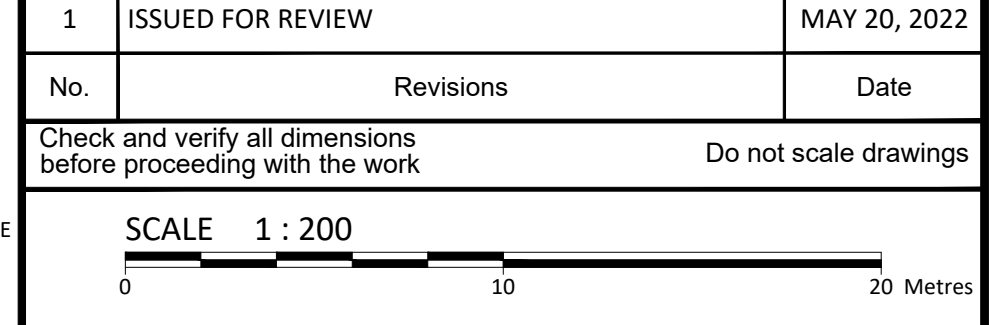 1 ISSUED FOR REVIEW MAY 20, 2022
No. Revisions Date
Check and verify all dimensions
before proceeding with the work
Do not scale drawings
E
SCALE 1 : 200
0 10 20 Metres